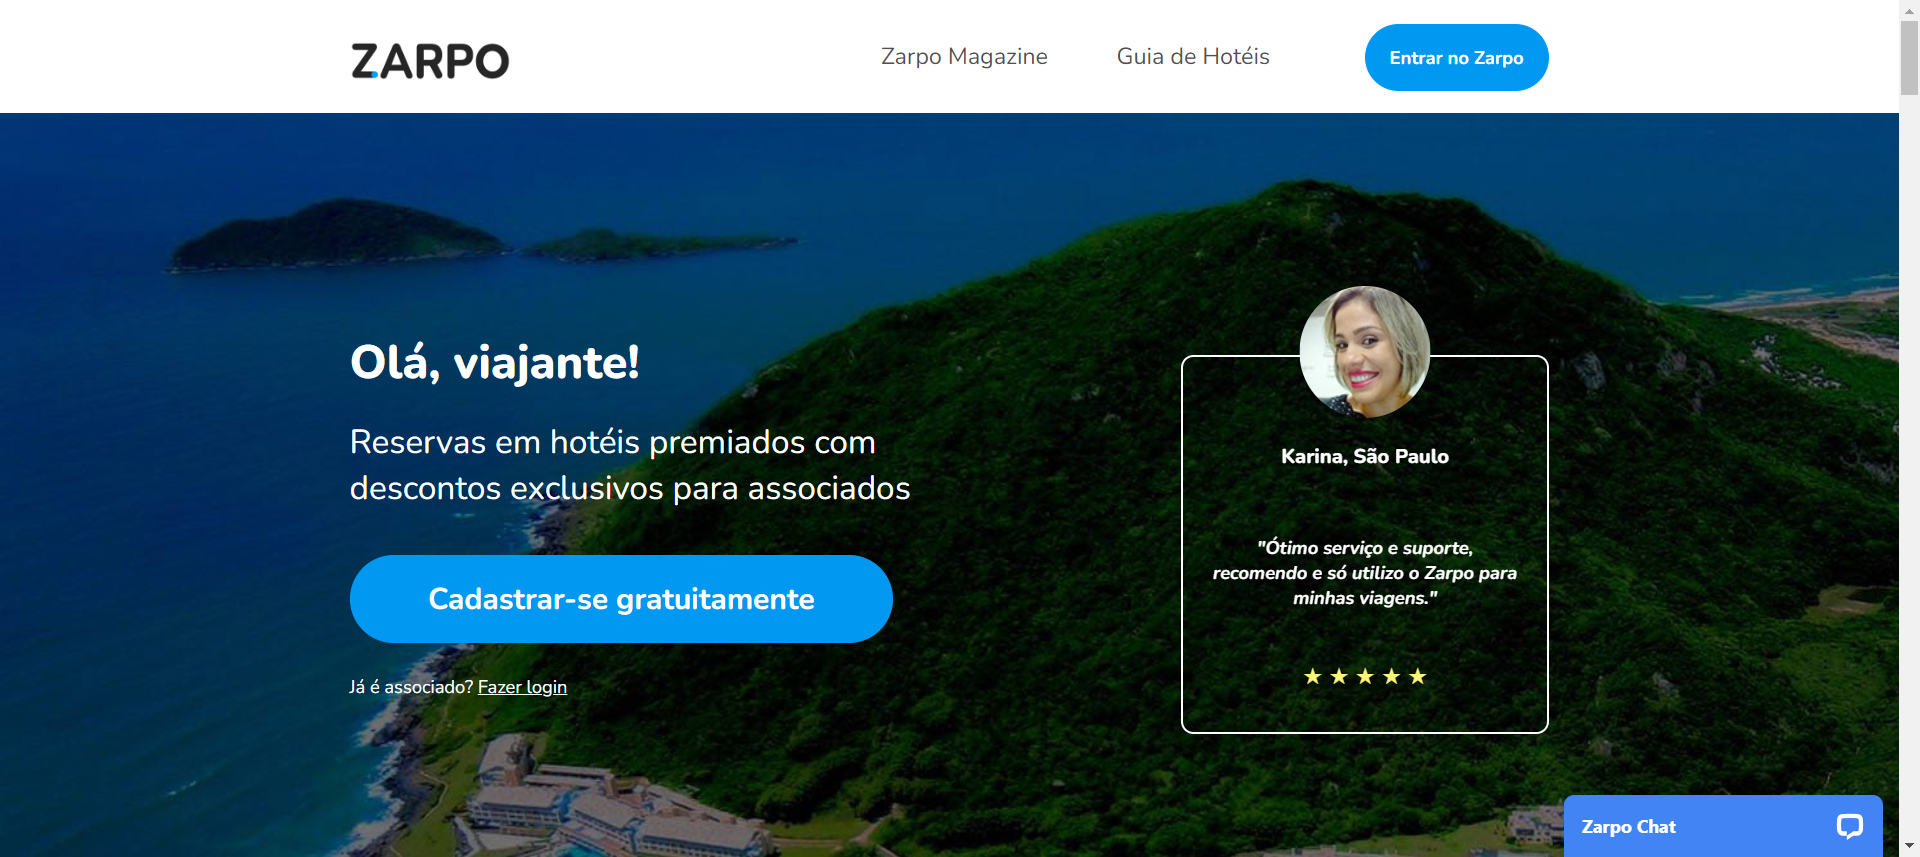 ZARPO
Zarpo Magazine
Guia de Hotéis
Entrar no Zarpo
Olá, viajante!
Reservas em hotéis premiados com
descontos exclusivos para associados
Cadastrar-se gratuitamente
Já é associado? Fazer login
Karina, São Paulo
"Ótimo serviço e suporte,
recomendo e só utilizo o Zarpo para
minhas viagens."
★ ★ ★ ★ ★
Zarpo Chat